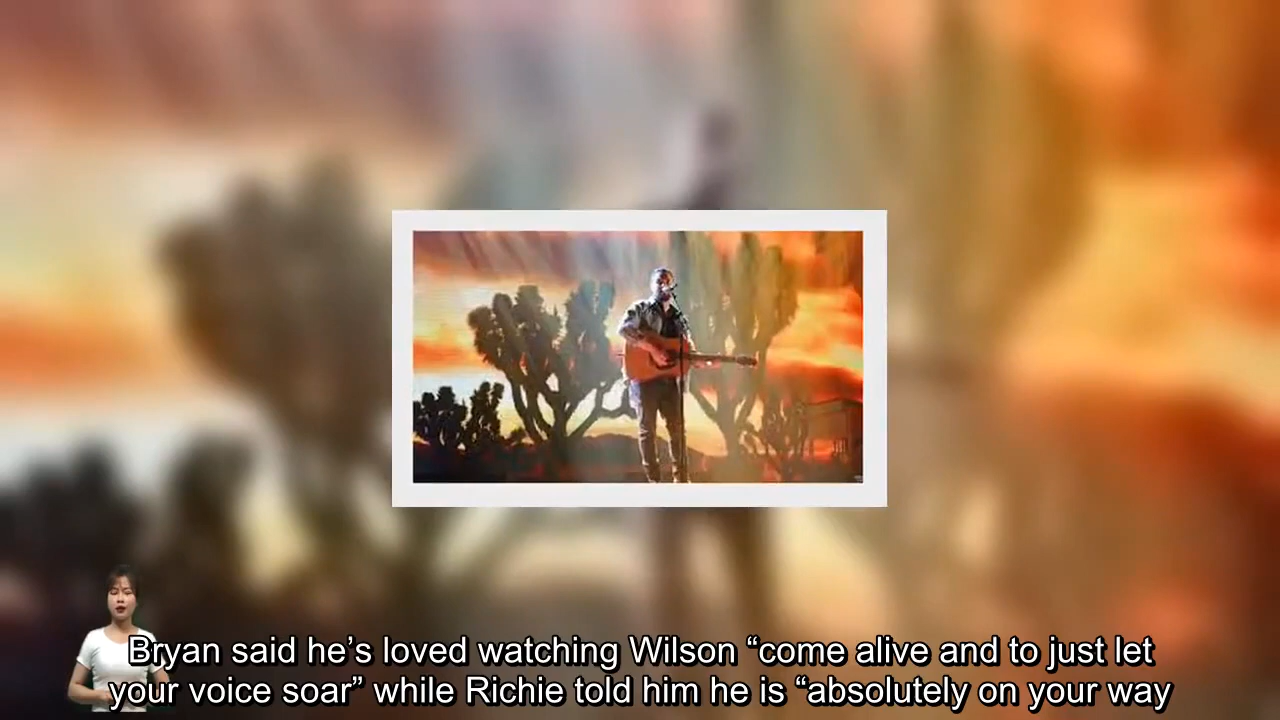 Bryan said he’s loved watching Wilson “come alive and to just let
your voice soar” while Richie told him he is “absolutely on your way